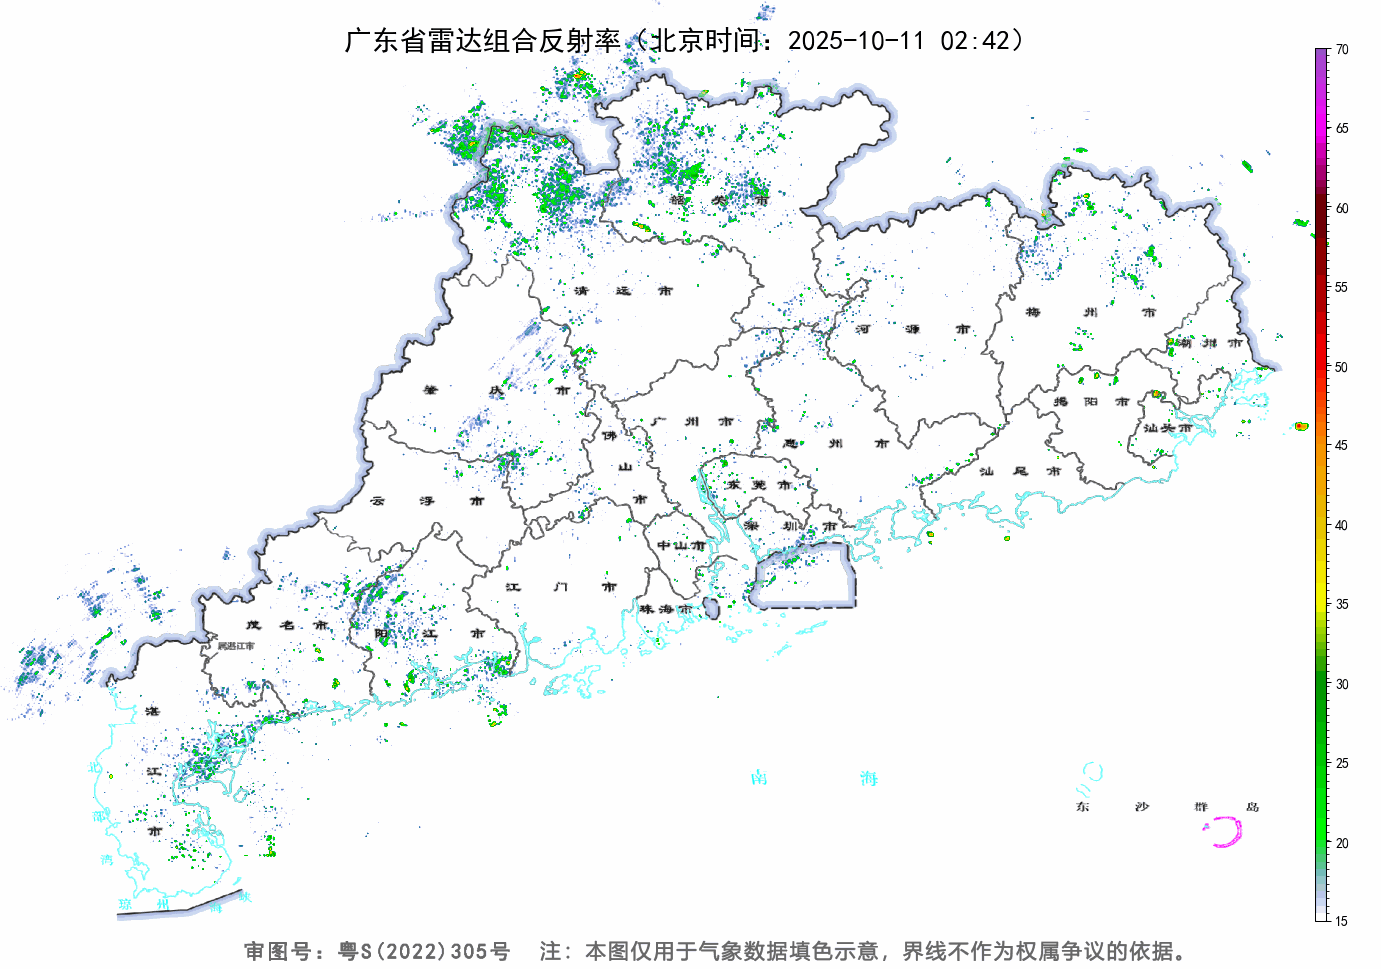 广东省雷达组合反射率（北京时间：2025-10-11 02:42）
70
65
60
55
50
45
40
35
30
25
20
15
韶关市
清远市
河源市
梅州市
潮州市
肇庆市
广州市
佛山市
惠州市
揭阳市
汕头市
汕尾市
东莞市
云浮市
深圳市
中山市
江门市
珠海市
茂名市
属湛江市
阳江市
湛江市
北部湾
南海
东沙群岛
琼州海峡
审图号：粤S(2022)305号 注：本图仅用于气象数据填色示意，界线不作为权属争议的依据。